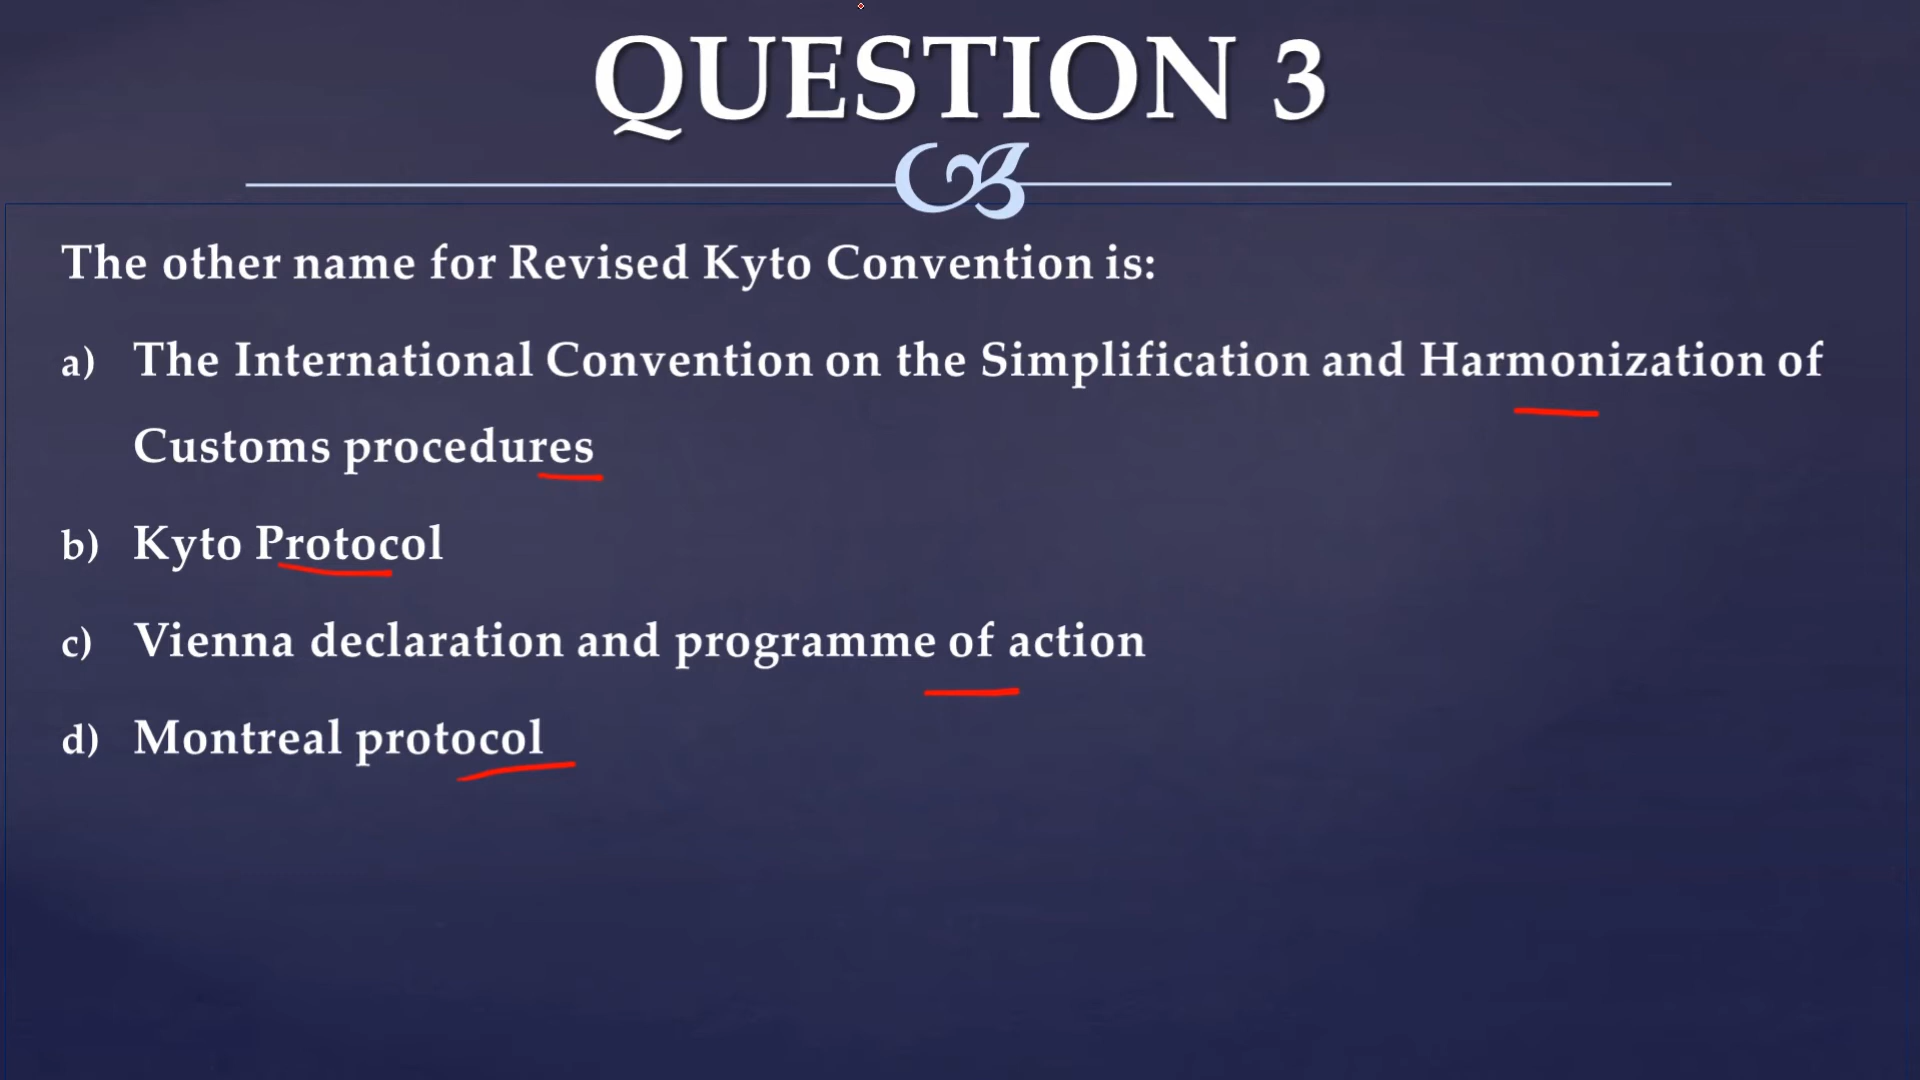 QUESTION 3
The other name for Revised Kyto Convention is:
a) The International Convention on the Simplification and Harmonization of
Customs procedures
b) Kyto Protocol
c) Vienna declaration and programme of action
d) Montreal protocol